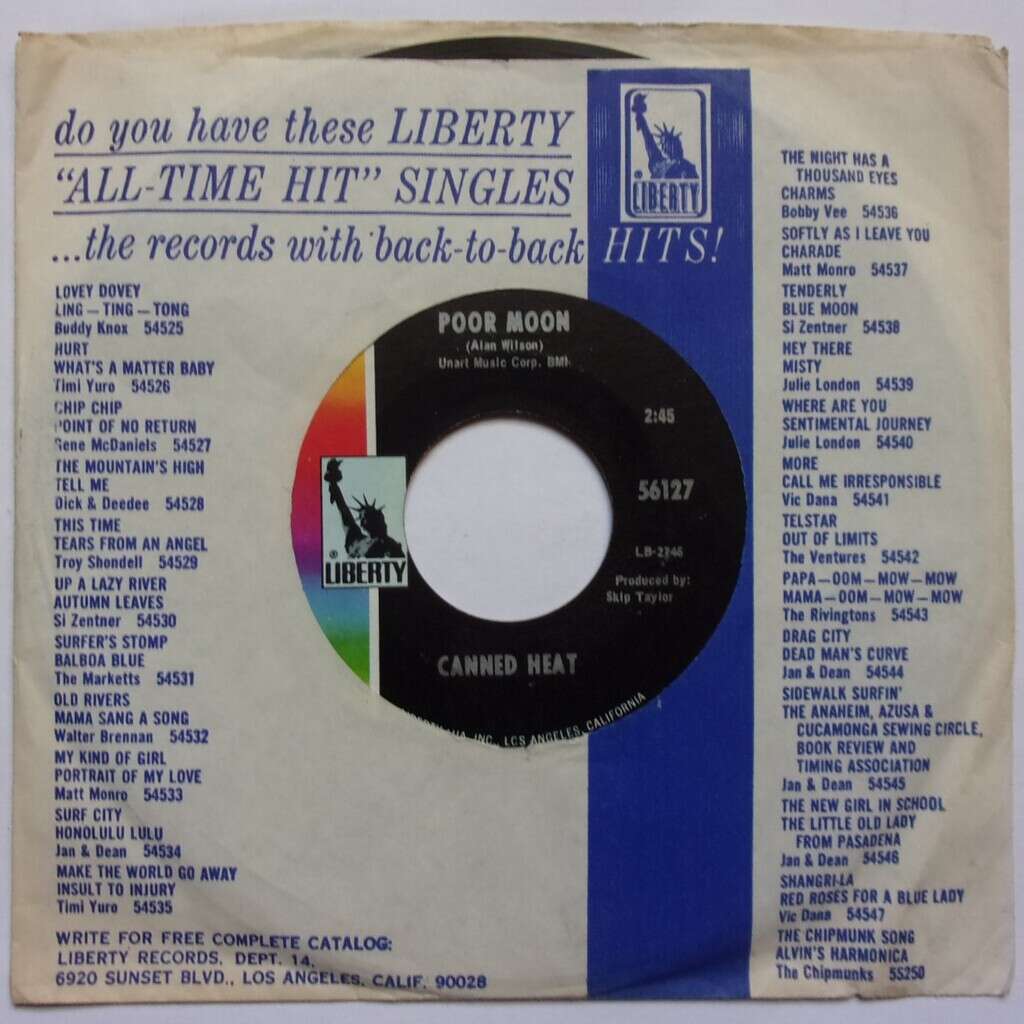 do you have these LIBERTY
"ALL-TIME HIT" SINGLES
...the records with back-to-back HITS!
LIBERTY
LOVEY DOVEY
LING—TING—TONG
Buddy Knox 54525
HURT
WHAT'S A MATTER BABY
Timi Yuro 54526
CHIP CHIP
POINT OF NO RETURN
Gene McDaniels 54527
THE MOUNTAIN'S HIGH
TELL ME
Dick & Deedee 54528
THIS TIME
TEARS FROM AN ANGEL
Troy Shondell 54529
UP A LAZY RIVER
AUTUMN LEAVES
Si Zentner 54530
SURFER'S STOMP
BALBOA BLUE
The Marketts 54531
OLD RIVERS
MAMA SANG A SONG
Walter Brennan 54532
MY KIND OF GIRL
PORTRAIT OF MY LOVE
Matt Monro 54533
SURF CITY
HONOLULU LULU
Jan & Dean 54534
MAKE THE WORLD GO AWAY
INSULT TO INJURY
Timi Yuro 54535
WRITE FOR FREE COMPLETE CATALOG:
LIBERTY RECORDS, DEPT. 14,
6920 SUNSET BLVD., LOS ANGELES, CALIF. 90028
POOR MOON
(Alan Wilson)
Unart Music Corp. BMI
2:45
56127
Produced by:
Skip Taylor
LIBERTY
CANNED HEAT
INC., LOS ANGELES, CALIFORNIA
THE NIGHT HAS A
THOUSAND EYES
CHARMS
Bobby Vee 54536
SOFTLY AS I LEAVE YOU
CHARADE
Matt Monro 54537
TENDERLY
BLUE MOON
Si Zentner 54538
HEY THERE
MISTY
Julie London 54539
WHERE ARE YOU
SENTIMENTAL JOURNEY
Julie London 54540
MORE
CALL ME IRRESPONSIBLE
Vic Dana 54541
TELSTAR
OUT OF LIMITS
The Ventures 54542
PAPA—OOM—MOW—MOW
MAMA—OOM—MOW—MOW
The Rivingtons 54543
DRAG CITY
DEAD MAN'S CURVE
Jan & Dean 54544
SIDEWALK SURFIN'
THE ANAHEIM, AZUSA &
CUCAMONGA SEWING CIRCLE,
BOOK REVIEW AND
TIMING ASSOCIATION
Jan & Dean 54545
THE NEW GIRL IN SCHOOL
THE LITTLE OLD LADY
FROM PASADENA
Jan & Dean 54546
SHANGRI-LA
RED ROSES FOR A BLUE LADY
Vic Dana 54547
THE CHIPMUNK SONG
ALVIN'S HARMONICA
The Chipmunks 55250